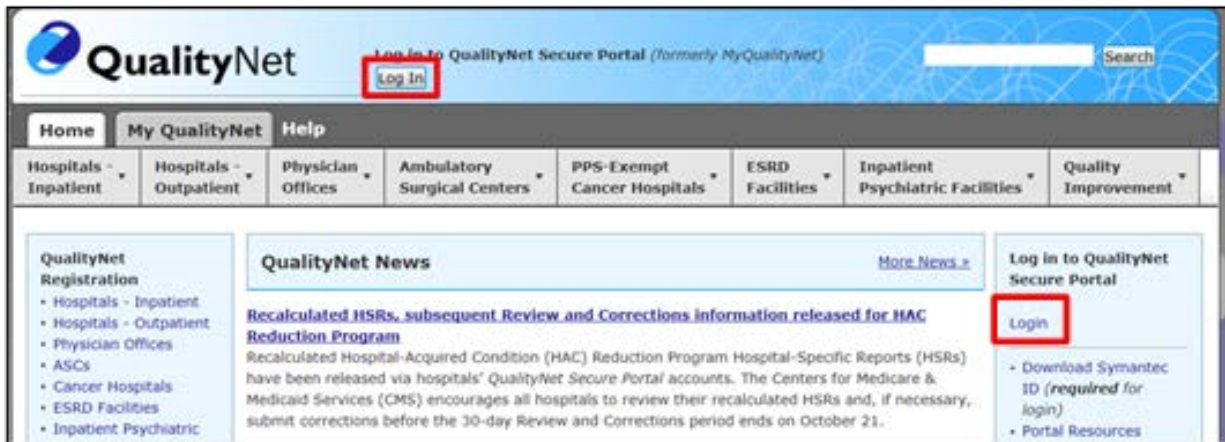 QualityNet
Log in to QualityNet Secure Portal (formerly MyQualityNet)
Log In
Search
Home
My QualityNet
Help
Hospitals - Inpatient
Hospitals - Outpatient
Physician Offices
Ambulatory Surgical Centers
PPS-Exempt Cancer Hospitals
ESRD Facilities
Inpatient Psychiatric Facilities
Quality Improvement
QualityNet
Registration
• Hospitals - Inpatient
• Hospitals - Outpatient
• Physician Offices
• ASCs
• Cancer Hospitals
• ESRD Facilities
• Inpatient Psychiatric
QualityNet News
More News »
Recalculated HSRs, subsequent Review and Corrections information released for HAC
Reduction Program
Recalculated Hospital-Acquired Condition (HAC) Reduction Program Hospital-Specific Reports (HSRs)
have been released via hospitals' QualityNet Secure Portal accounts. The Centers for Medicare &
Medicaid Services (CMS) encourages all hospitals to review their recalculated HSRs and, if necessary,
submit corrections before the 30-day Review and Corrections period ends on October 21.
Log in to QualityNet
Secure Portal
Login
• Download Symantec
ID (required for
login)
• Portal Resources